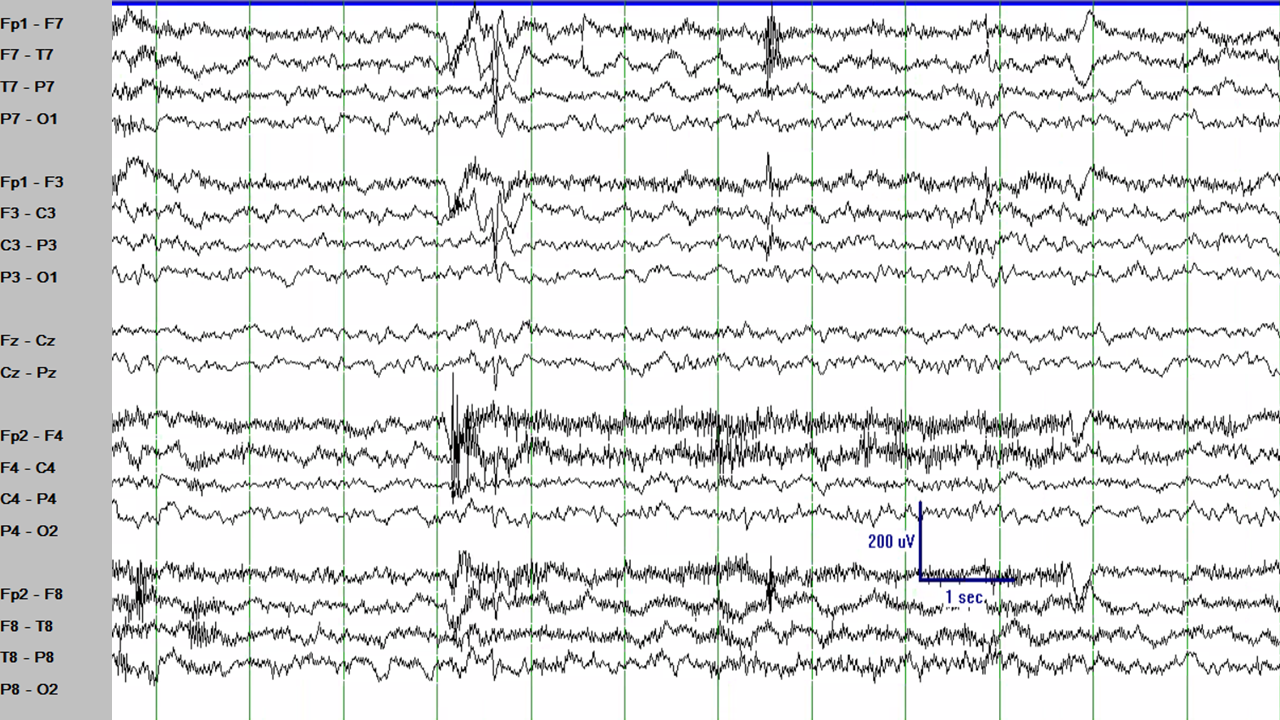 Fp1 - F7
F7 - T7
T7 - P7
P7 - O1
Fp1 - F3
F3 - C3
C3 - P3
P3 - O1
Fz - Cz
Cz - Pz
Fp2 - F4
F4 - C4
C4 - P4
P4 - O2
200 uV
Fp2 - F8
1 sec.
F8 - T8
T8 - P8
P8 - O2